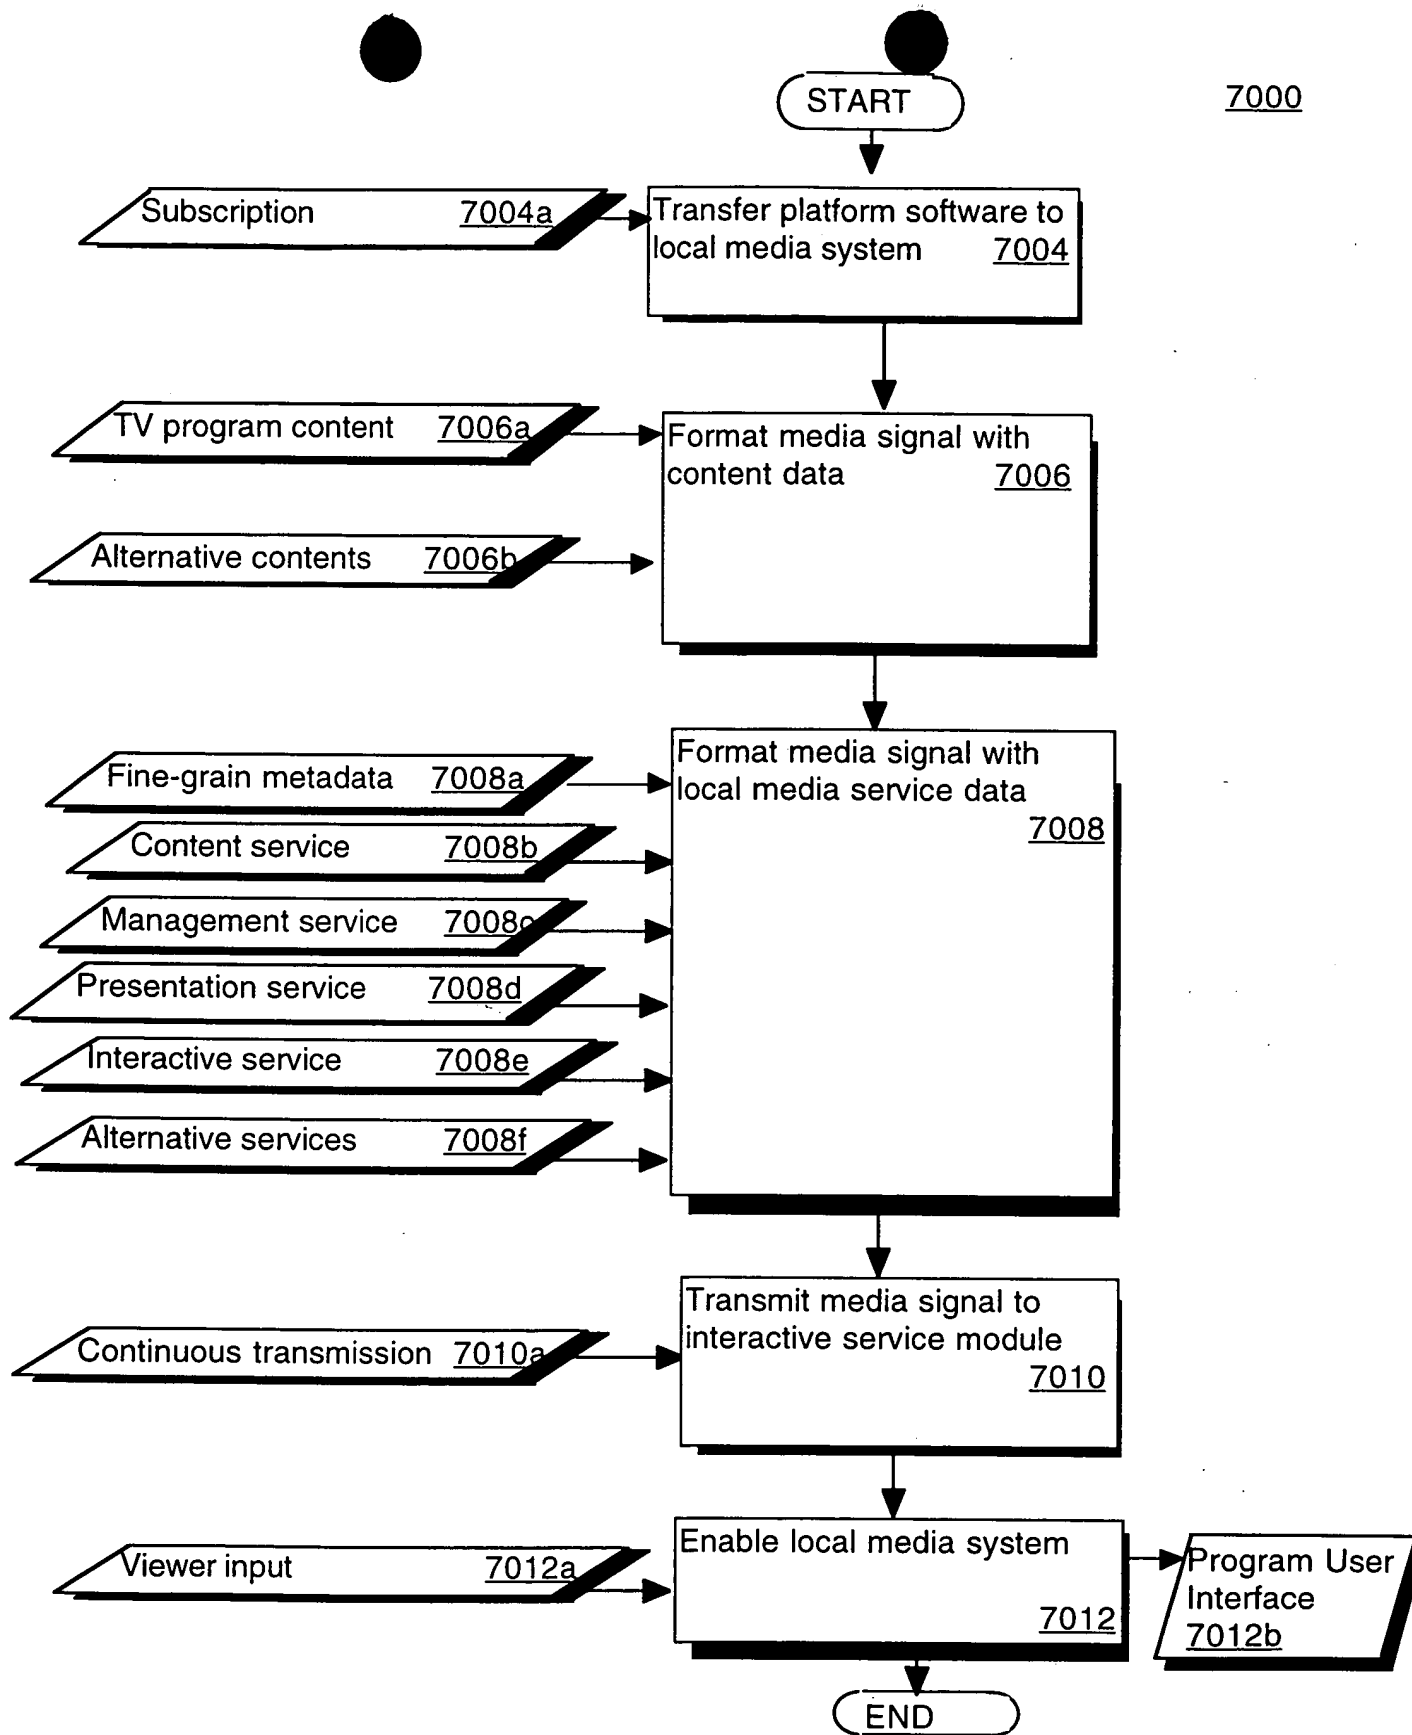 START
7000
Subscription 7004a
Transfer platform software to
local media system 7004
TV program content 7006a
Format media signal with
content data 7006
Alternative contents 7006b
Format media signal with
local media service data
7008
Fine-grain metadata 7008a
Content service 7008b
Management service 7008c
Presentation service 7008d
Interactive service 7008e
Alternative services 7008f
Transmit media signal to
interactive service module
7010
Continuous transmission 7010a
Enable local media system
7012
Viewer input 7012a
Program User
Interface
7012b
END